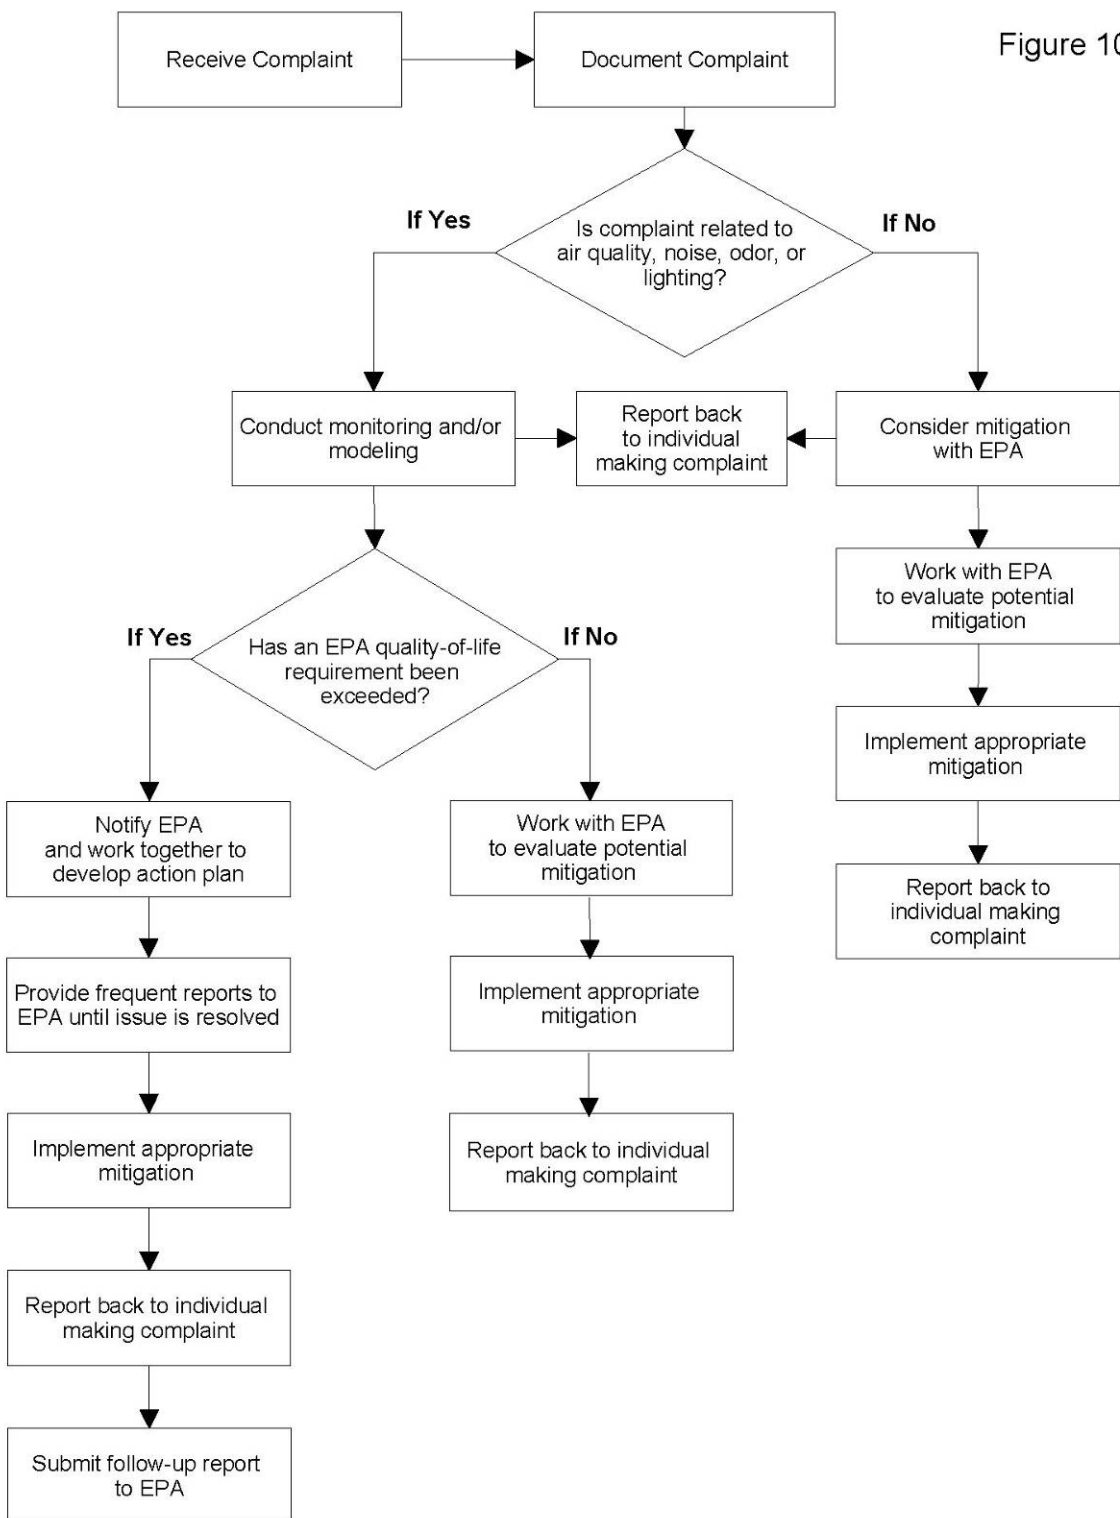 Figure 10
Receive Complaint
Document Complaint
If Yes
Is complaint related to
air quality, noise, odor, or
lighting?
If No
Conduct monitoring and/or
modeling
Report back
to individual
making complaint
Consider mitigation
with EPA
Work with EPA
to evaluate potential
mitigation
Implement appropriate
mitigation
Report back to
individual making
complaint
If Yes
Has an EPA quality-of-life
requirement been
exceeded?
If No
Notify EPA
and work together to
develop action plan
Provide frequent reports to
EPA until issue is resolved
Implement appropriate
mitigation
Report back to individual
making complaint
Submit follow-up report
to EPA
Work with EPA
to evaluate potential
mitigation
Implement appropriate
mitigation
Report back to individual
making complaint